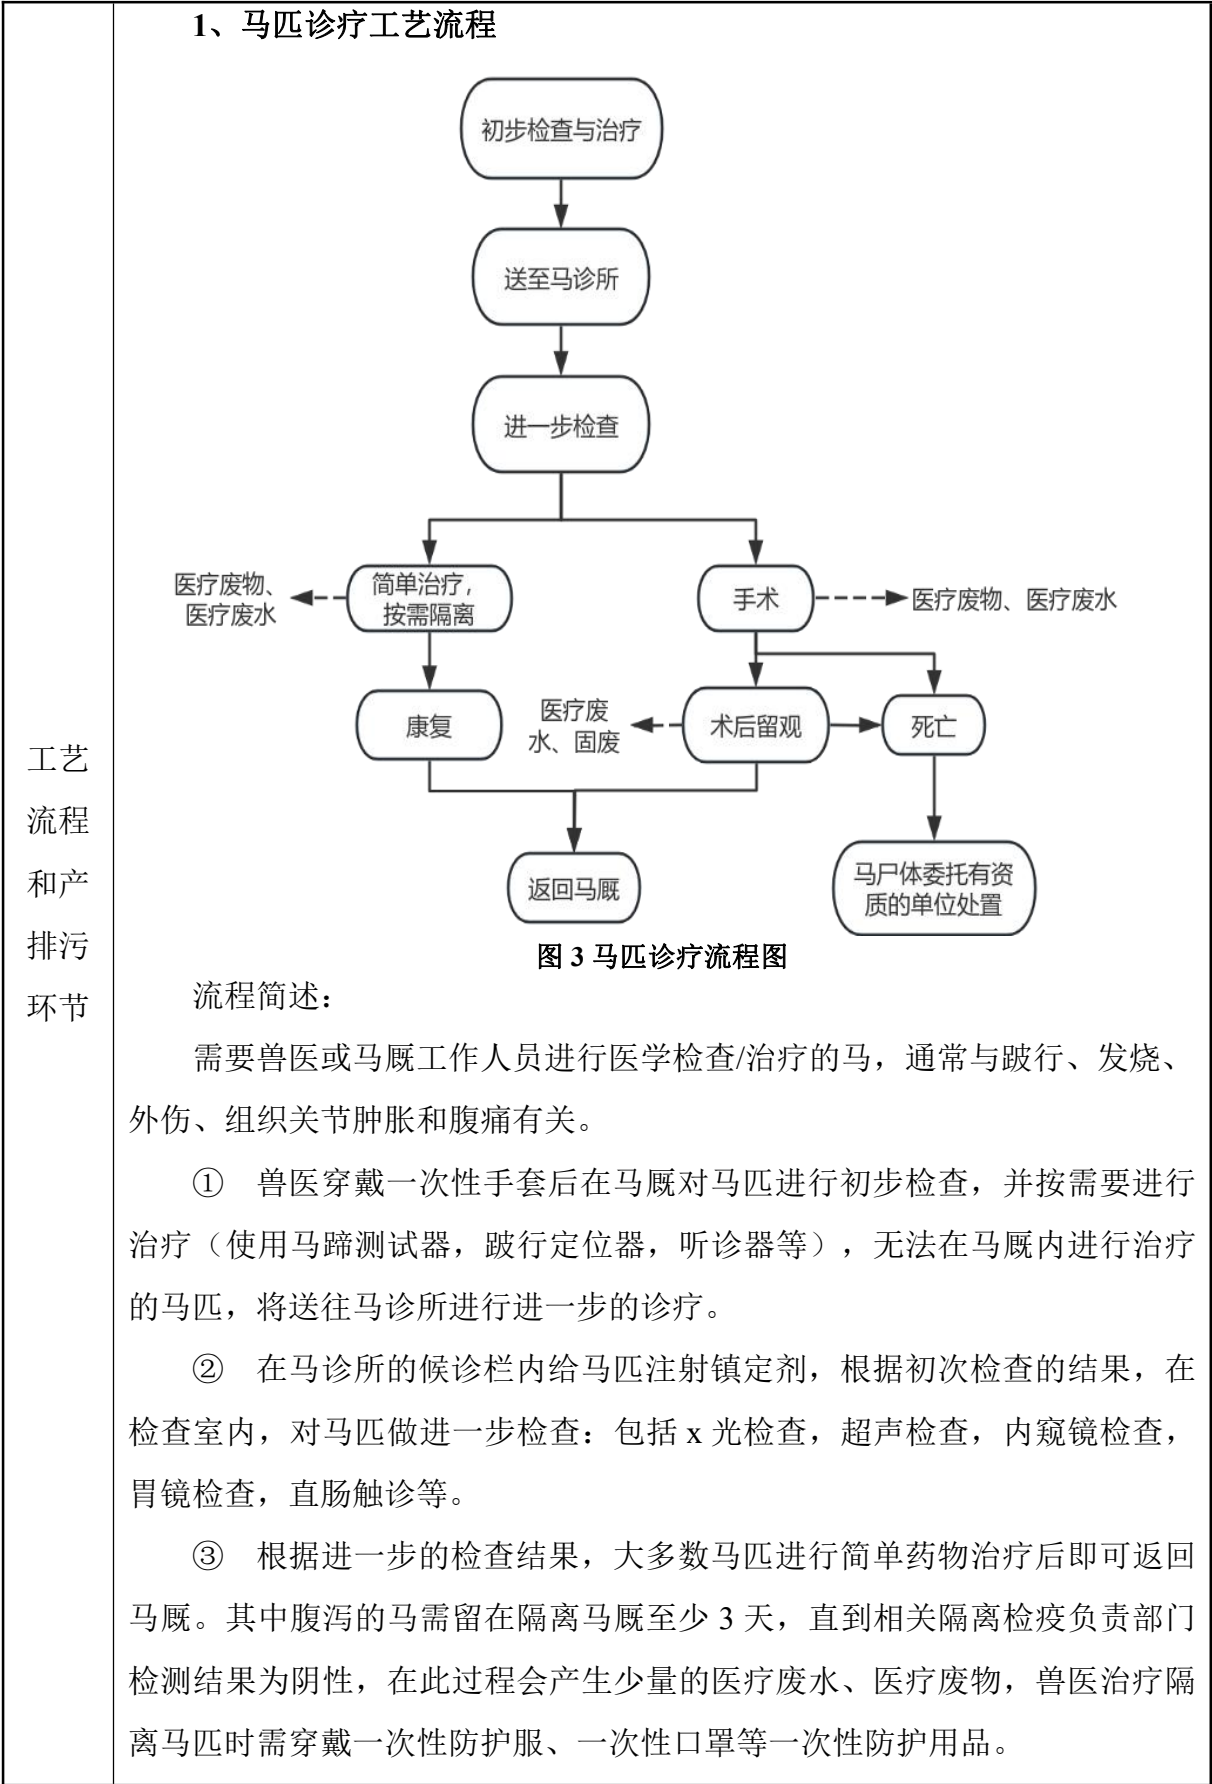 1、马匹诊疗工艺流程
初步检查与治疗
送至马诊所
进一步检查
医疗废物、
医疗废水
简单治疗，
按需隔离
手术
医疗废物、医疗废水
康复
医疗废
水、固废
术后留观
死亡
返回马厩
马尸体委托有资
质的单位处置
图 3 马匹诊疗流程图
工艺
流程
和产
排污
环节
流程简述：
需要兽医或马厩工作人员进行医学检查/治疗的马，通常与跛行、发烧、
外伤、组织关节肿胀和腹痛有关。
① 兽医穿戴一次性手套后在马厩对马匹进行初步检查，并按需要进行
治疗（使用马蹄测试器，跛行定位器，听诊器等），无法在马厩内进行治疗
的马匹，将送往马诊所进行进一步的诊疗。
② 在马诊所的候诊栏内给马匹注射镇定剂，根据初次检查的结果，在
检查室内，对马匹做进一步检查：包括 x 光检查，超声检查，内窥镜检查，
胃镜检查，直肠触诊等。
③ 根据进一步的检查结果，大多数马匹进行简单药物治疗后即可返回
马厩。其中腹泻的马需留在隔离马厩至少 3 天，直到相关隔离检疫负责部门
检测结果为阴性，在此过程会产生少量的医疗废水、医疗废物，兽医治疗隔
离马匹时需穿戴一次性防护服、一次性口罩等一次性防护用品。